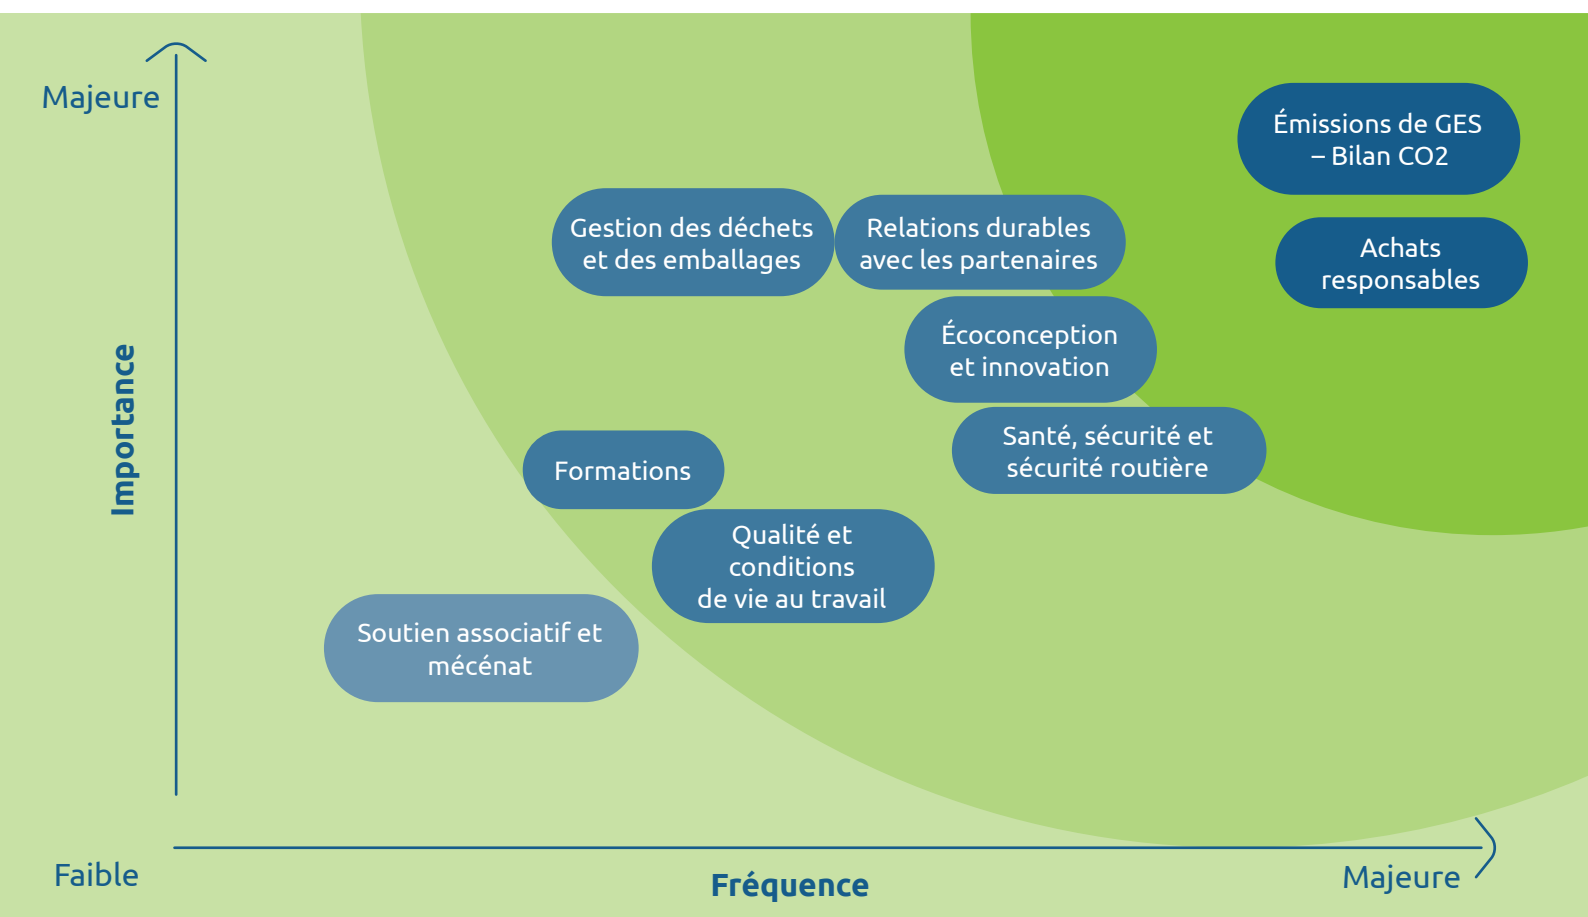 Majeure
Émissions de GES
– Bilan CO2
Gestion des déchets
et des emballages
Relations durables
avec les partenaires
Achats
responsables
Écoconception
et innovation
Importance
Santé, sécurité et
sécurité routière
Formations
Qualité et
conditions
de vie au travail
Soutien associatif et
mécénat
Faible
Fréquence
Majeure